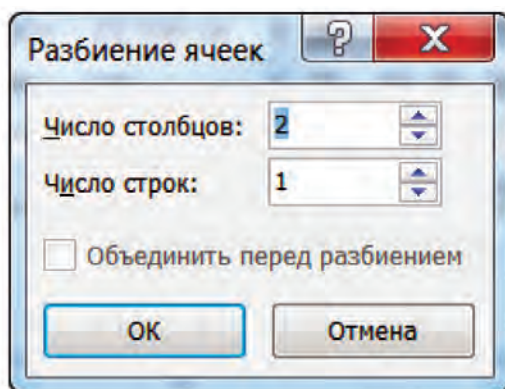 Разбиение ячеек
Число столбцов: 2
Число строк: 1
Объединить перед разбиением
ОК Отмена